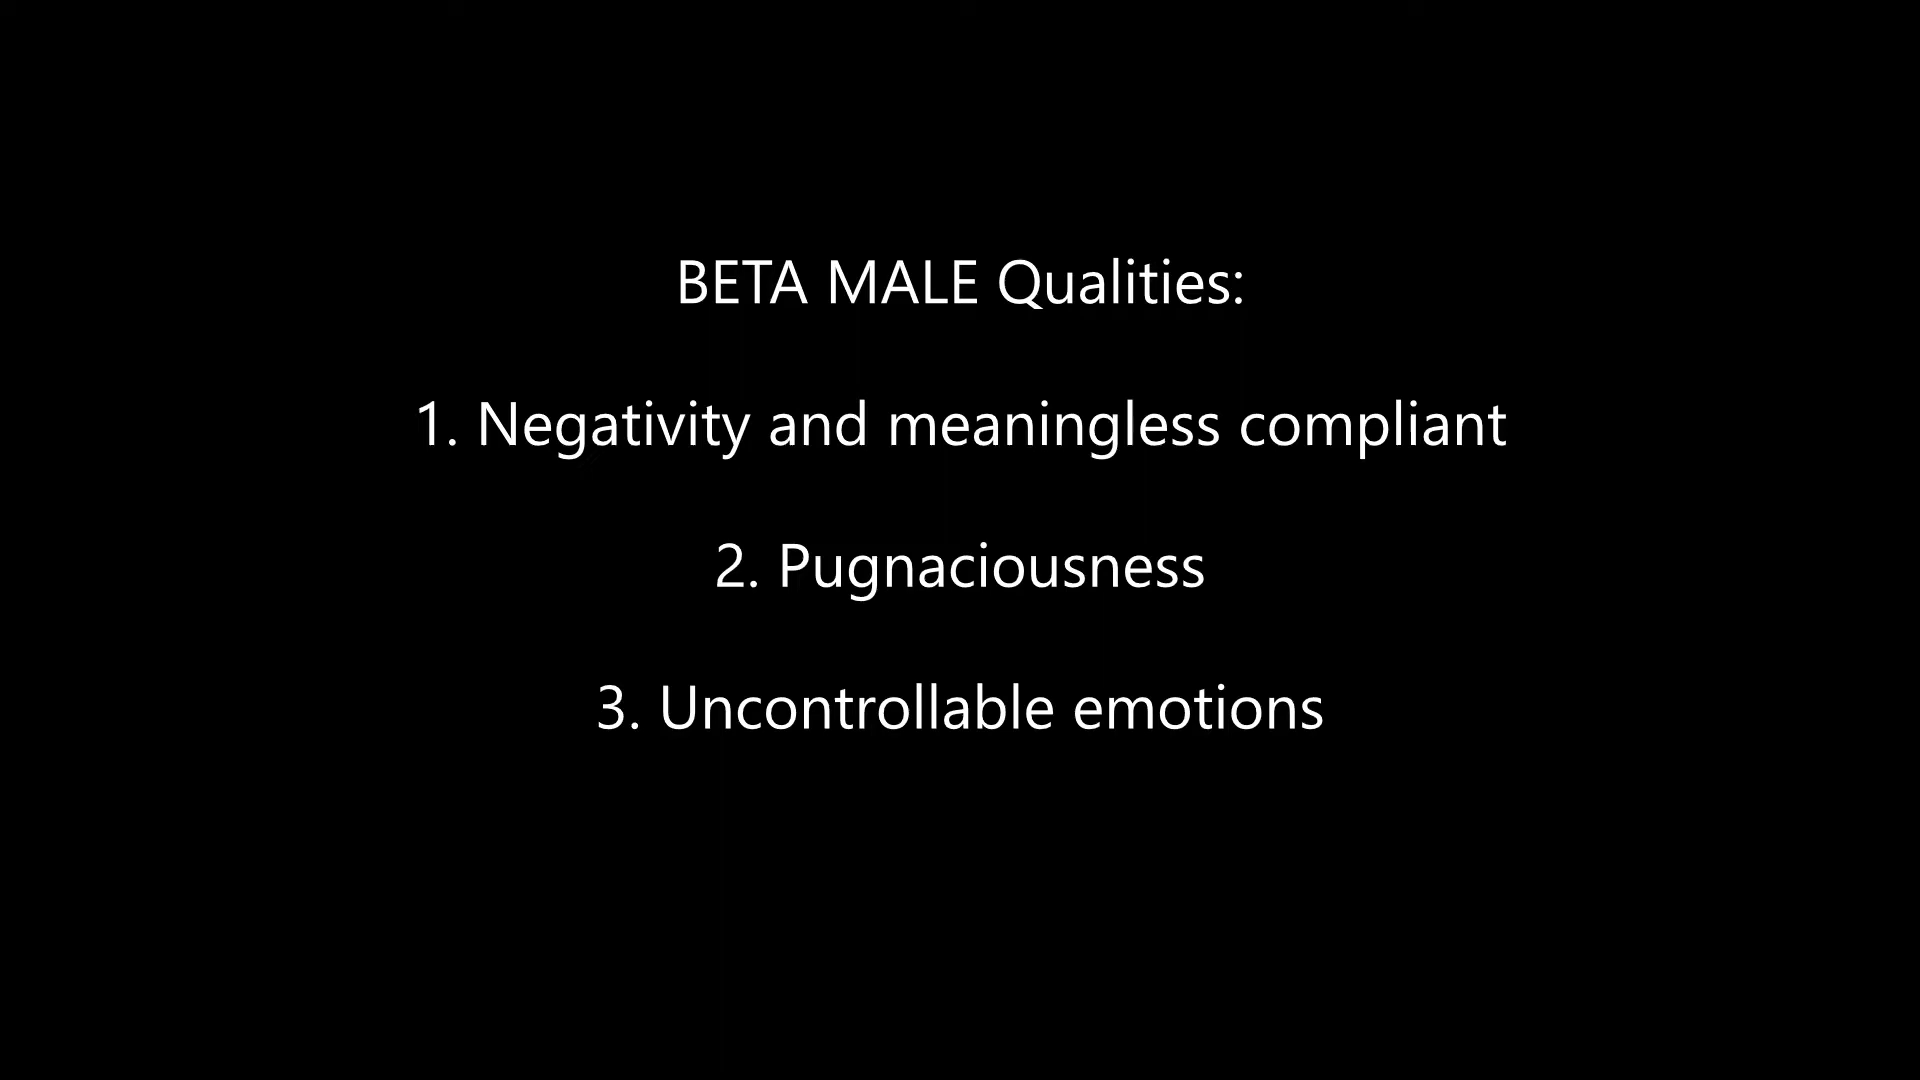 BETA MALE Qualities:
1. Negativity and meaningless compliant
2. Pugnaciousness
3. Uncontrollable emotions